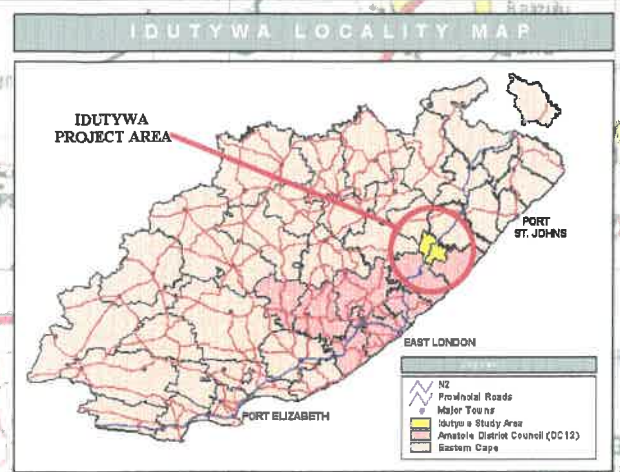 IDUTYWA LOCALITY MAP
IDUTYWA
PROJECT AREA
PORT
ST. JOHNS
EAST LONDON
PORT ELIZABETH
N2
Provincial Roads
Major Towns
Idutywa Study Area
Amatole District Council (DC12)
Eastern Cape